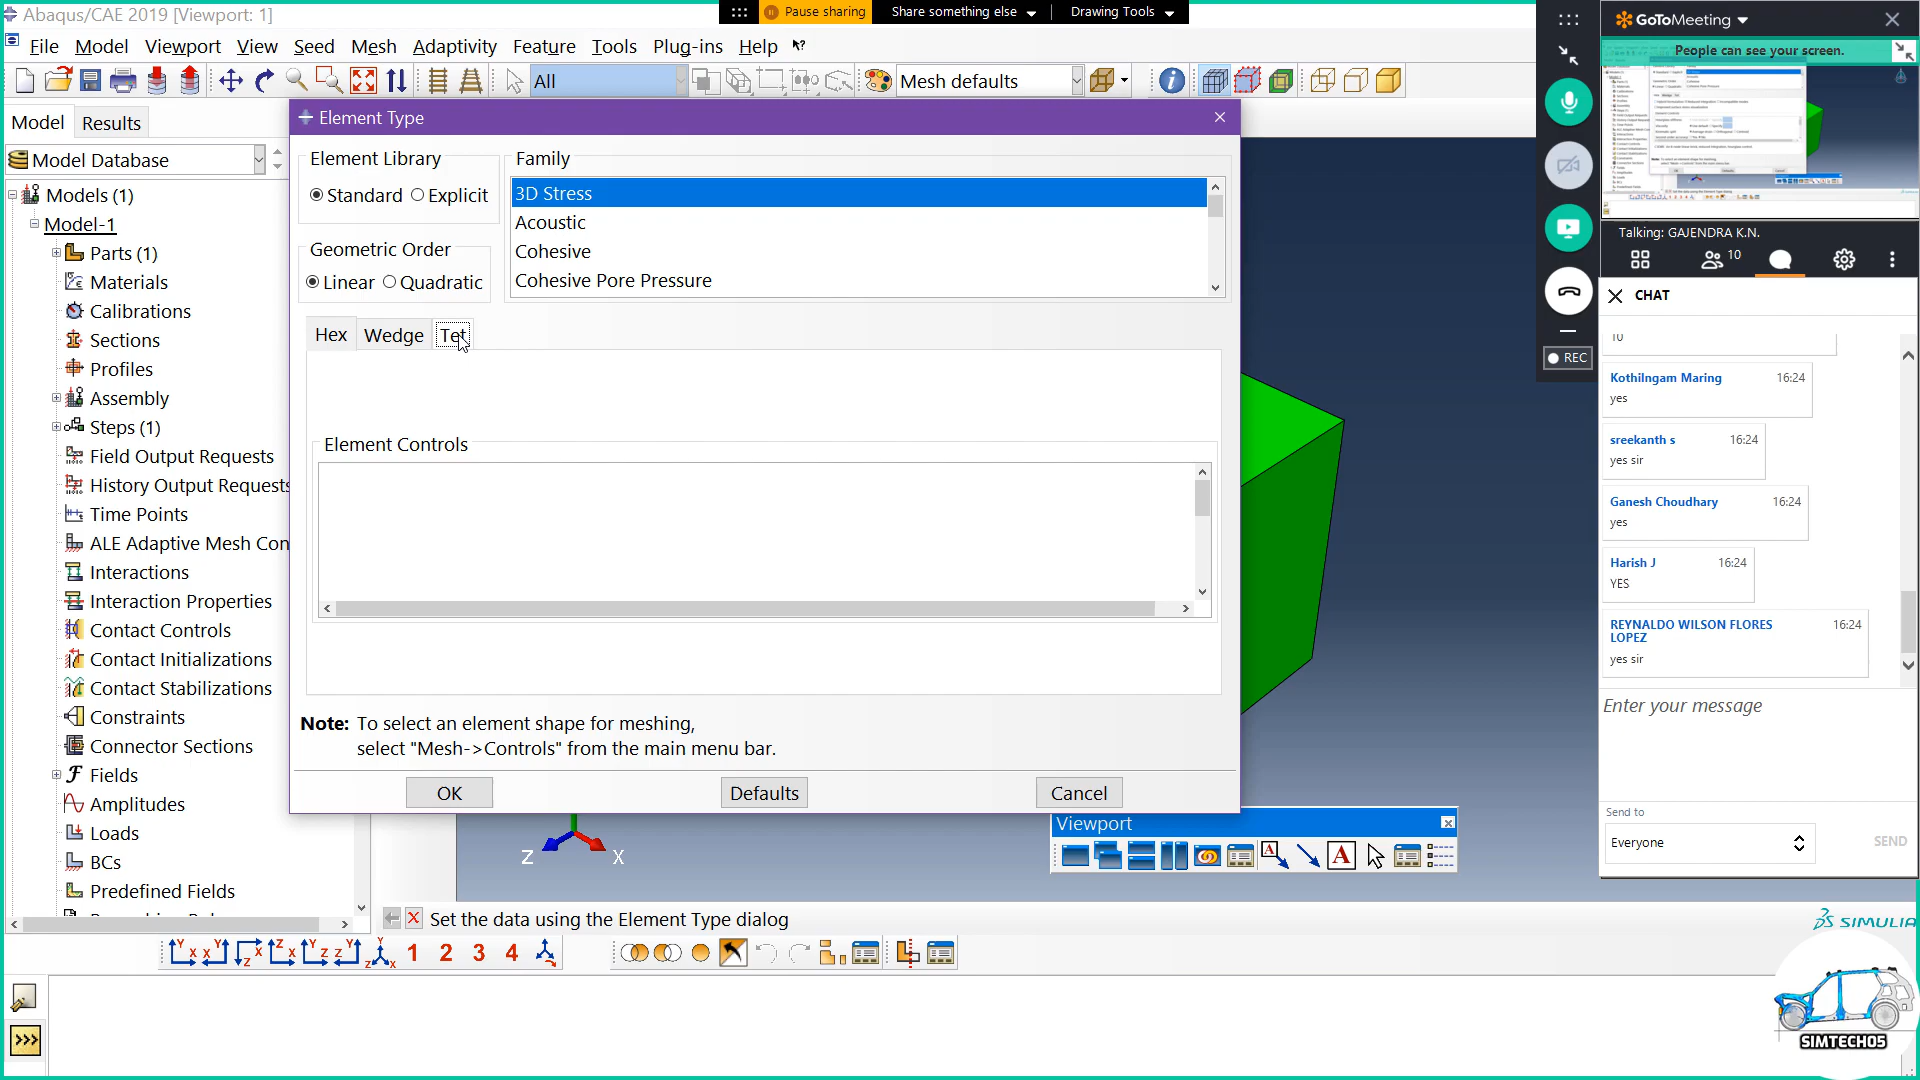 Abaqus/CAE 2019 [Viewport: 1]
Pause sharing
Share something else
Drawing Tools
GoToMeeting
People can see your screen.
File Model Viewport View Seed Mesh Adaptivity Feature Tools Plug-ins Help
All
Mesh defaults
Model Results
Model Database
Models (1)
Model-1
Parts (1)
Materials
Calibrations
Sections
Profiles
Assembly
Steps (1)
Field Output Requests
History Output Requests
Time Points
ALE Adaptive Mesh Con
Interactions
Interaction Properties
Contact Controls
Contact Initializations
Contact Stabilizations
Constraints
Connector Sections
Fields
Amplitudes
Loads
BCs
Predefined Fields
Element Type
Element Library
Standard Explicit
Geometric Order
Linear Quadratic
Family
3D Stress
Acoustic
Cohesive
Cohesive Pore Pressure
Hex Wedge Tet
Element Controls
Note: To select an element shape for meshing,
select "Mesh->Controls" from the main menu bar.
OK Defaults Cancel
Z X
Viewport
Set the data using the Element Type dialog
1 2 3 4
REC
Talking: GAJENDRA K.N.
10
CHAT
Kothilngam Maring 16:24
yes
sreekanth s 16:24
yes sir
Ganesh Choudhary 16:24
yes
Harish J 16:24
YES
REYNALDO WILSON FLORES
LOPEZ 16:24
yes sir
Enter your message
Send to
Everyone
SEND
SIMULIA
SIMTECH05